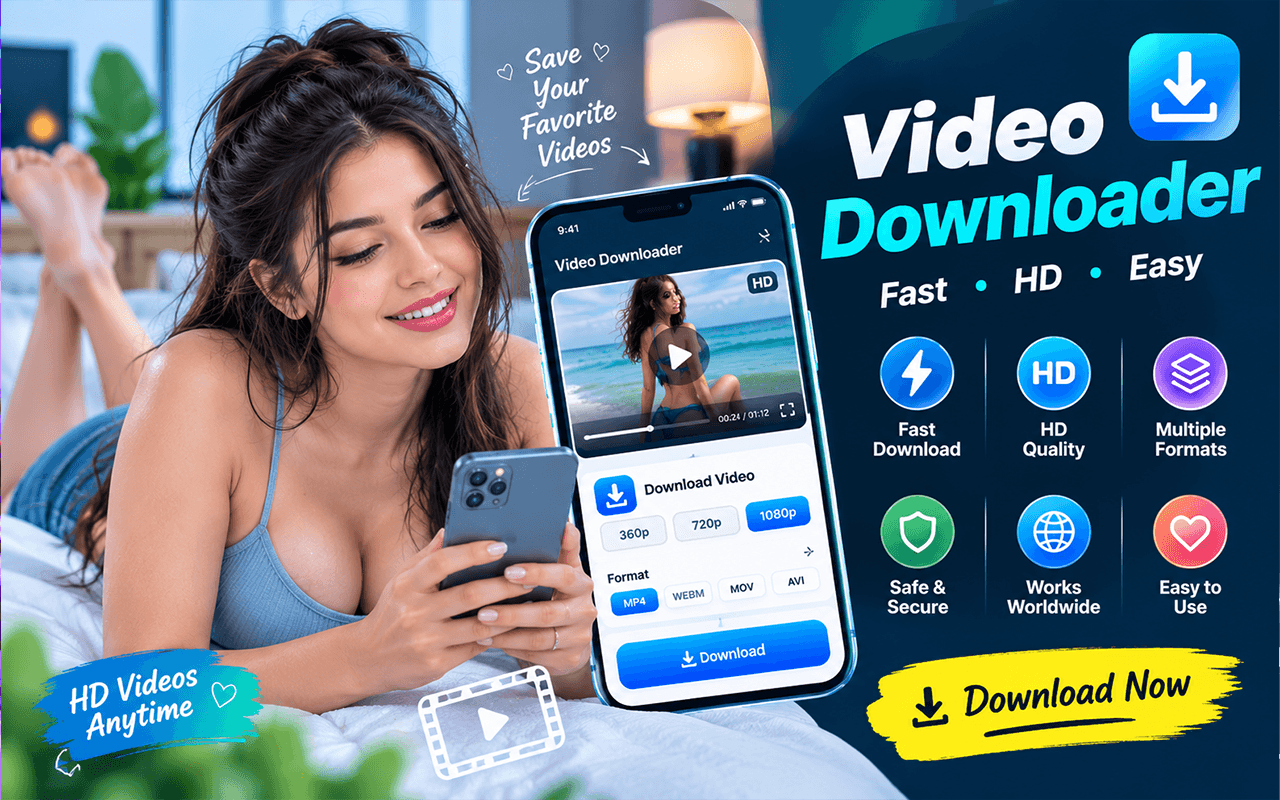 Save
Your
Favorite
Videos
Video
Downloader
Fast • HD • Easy
9:41
Video Downloader
HD
00:24 / 01:12
Download Video
360p
720p
1080p
Format
MP4
WEBM
MOV
AVI
Download
Fast
Download
HD
HD
Quality
Multiple
Formats
Safe &
Secure
Works
Worldwide
Easy to
Use
HD Videos
Anytime
Download Now